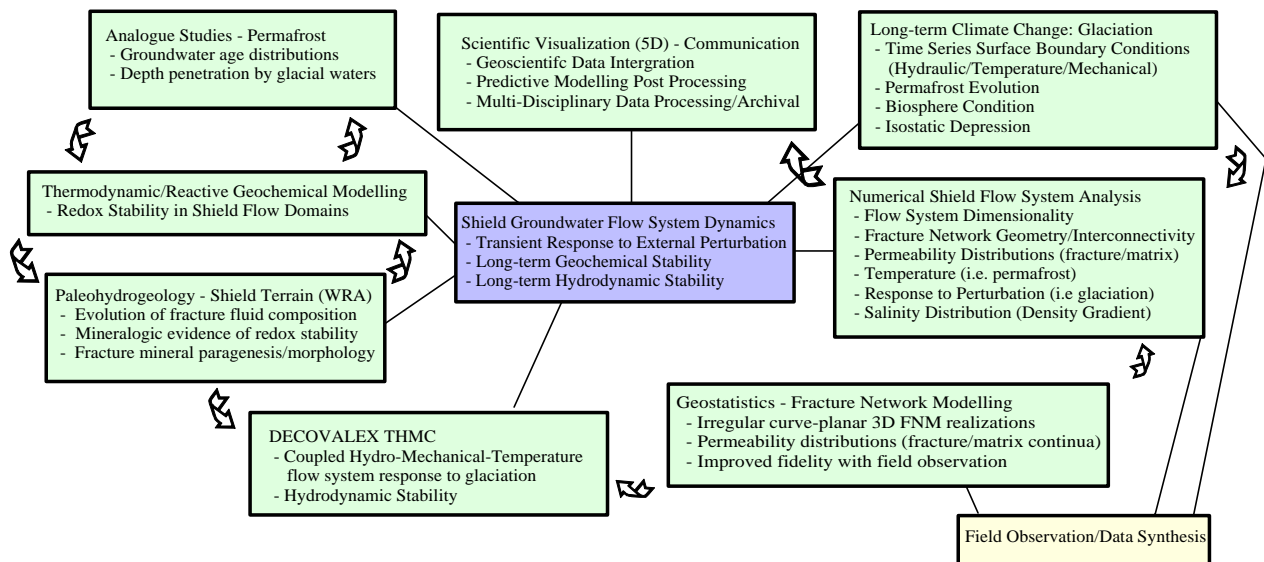 Analogue Studies - Permafrost
- Groundwater age distributions
- Depth penetration by glacial waters
Scientific Visualization (5D) - Communication
- Geoscientifc Data Intergration
- Predictive Modelling Post Processing
- Multi-Disciplinary Data Processing/Archival
Long-term Climate Change: Glaciation
- Time Series Surface Boundary Conditions
(Hydraulic/Temperature/Mechanical)
- Permafrost Evolution
- Biosphere Condition
- Isostatic Depression
Thermodynamic/Reactive Geochemical Modelling
- Redox Stability in Shield Flow Domains
Shield Groundwater Flow System Dynamics
- Transient Response to External Perturbation
- Long-term Geochemical Stability
- Long-term Hydrodynamic Stability
Numerical Shield Flow System Analysis
- Flow System Dimensionality
- Fracture Network Geometry/Interconnectivity
- Permeability Distributions (fracture/matrix)
- Temperature (i.e. permafrost)
- Response to Perturbation (i.e glaciation)
- Salinity Distribution (Density Gradient)
Paleohydrogeology - Shield Terrain (WRA)
- Evolution of fracture fluid composition
- Mineralogic evidence of redox stability
- Fracture mineral paragenesis/morphology
DECOVALEX THMC
- Coupled Hydro-Mechanical-Temperature
flow system response to glaciation
- Hydrodynamic Stability
Geostatistics - Fracture Network Modelling
- Irregular curve-planar 3D FNM realizations
- Permeability distributions (fracture/matrix continua)
- Improved fidelity with field observation
Field Observation/Data Synthesis